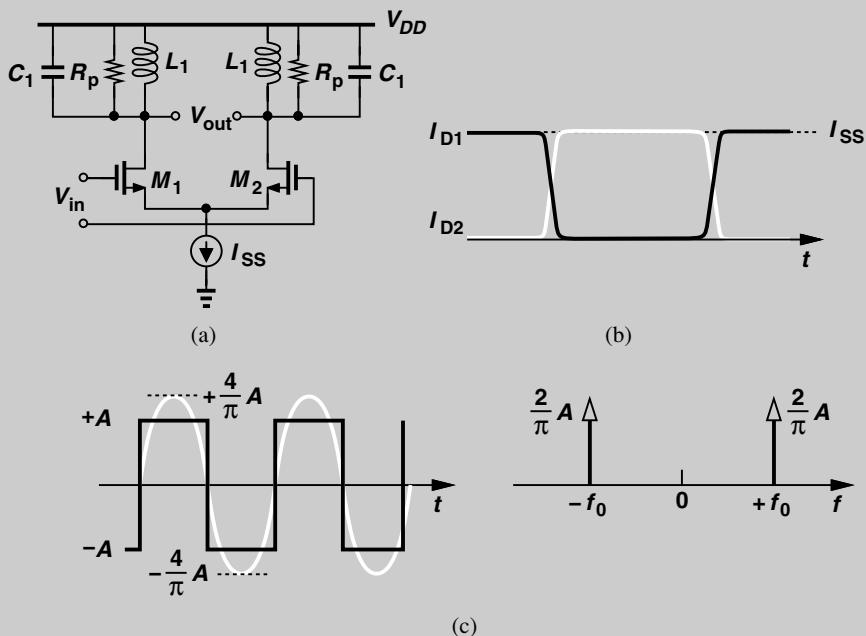 V_DD
C_1 R_p L_1 L_1 R_p C_1
V_out
M_1 M_2
V_in
I_SS
(a)
I_D1 I_SS
I_D2
t
(b)
+A
+ 4/π A
−A
− 4/π A
t
2/π A 2/π A
−f_0 0 +f_0 f
(c)